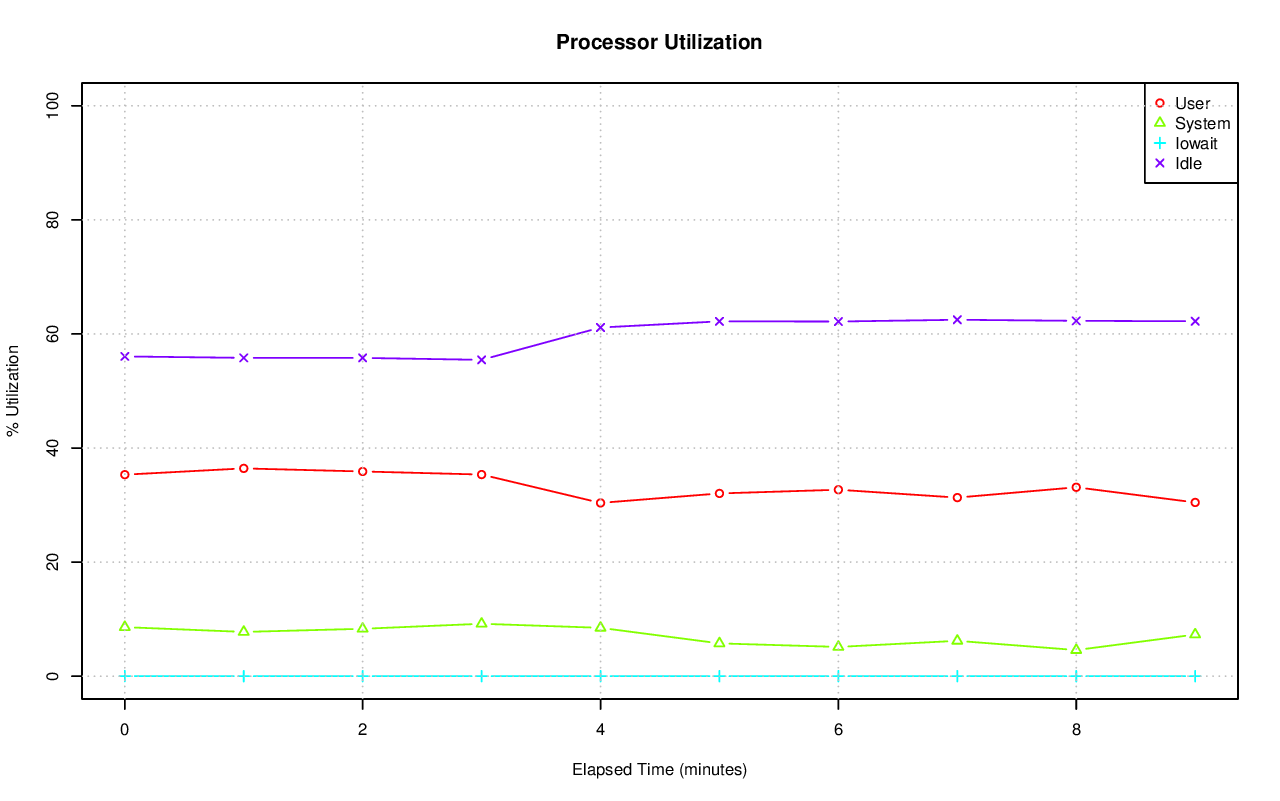 Processor Utilization
User
System
Iowait
Idle
% Utilization
100
80
60
40
20
0
0 2 4 6 8
Elapsed Time (minutes)